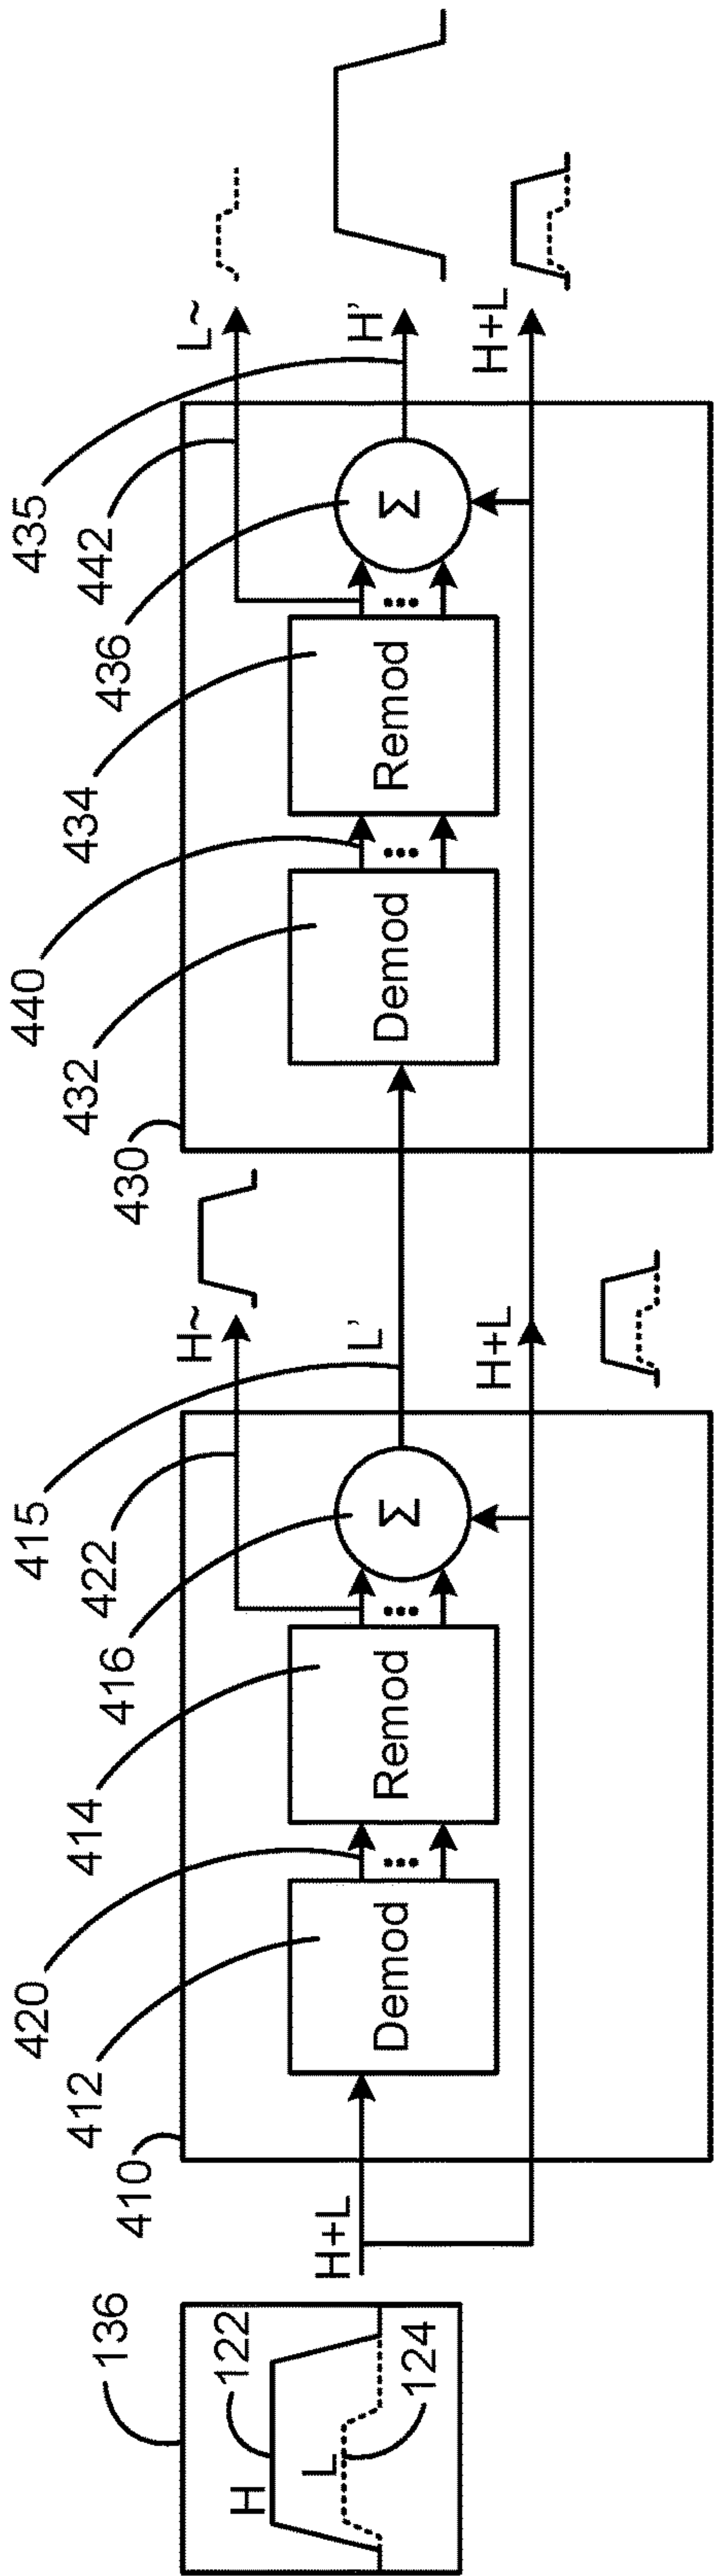 136
H
122
L
124
H+L
410
412
Demod
420
414
Remod
416
Σ
422
415
H~
L'
H+L
430
432
Demod
440
434
Remod
436
Σ
442
435
L~
H'
H+L